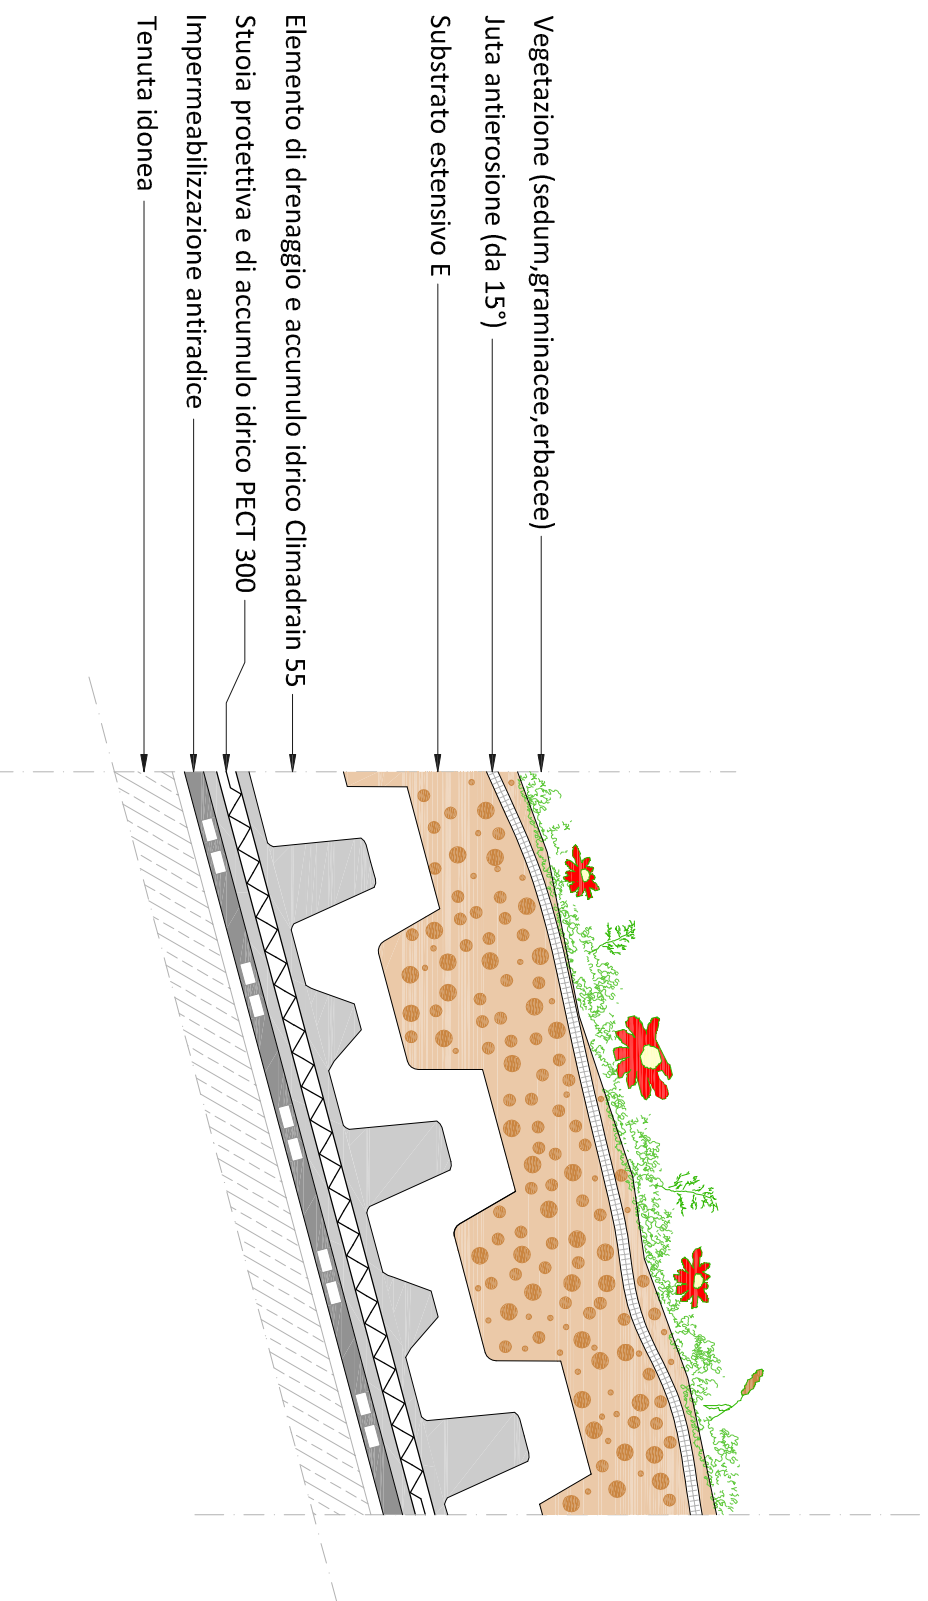 Vegetazione (sedum,graminacee,erbacee)
Juta antierosione (da 15°)
Substrato estensivo E
Elemento di drenaggio e accumulo idrico Climadrain 55
Stuoia protettiva e di accumulo idrico PECT 300
Impermeabilizzazione antiradice
Tenuta idonea